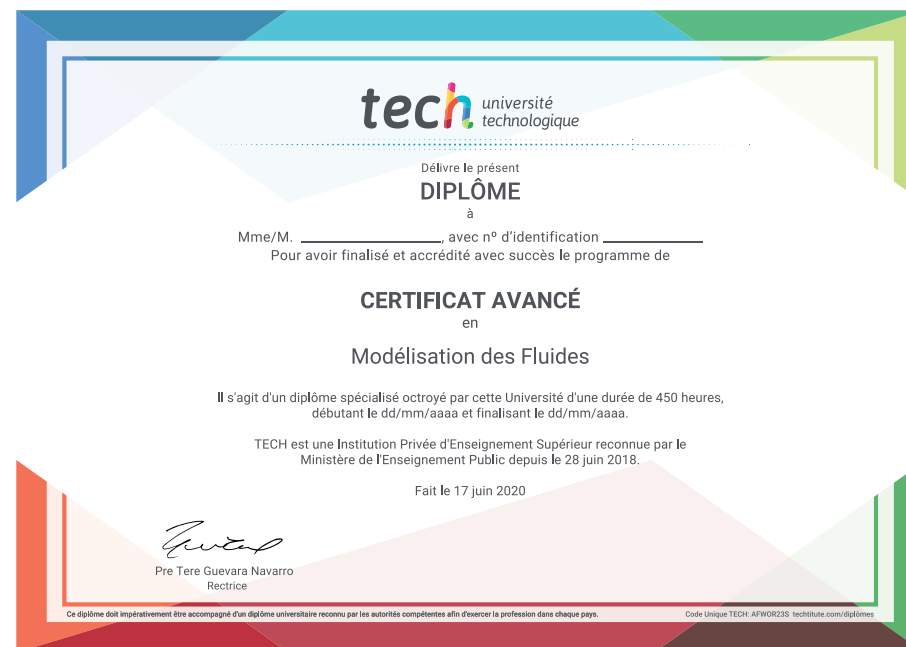 tech université
technologique
Délivre le présent
DIPLÔME
à
Mme/M. ____________________, avec nº d'identification ______________
Pour avoir finalisé et accrédité avec succès le programme de
CERTIFICAT AVANCÉ
en
Modélisation des Fluides
Il s'agit d'un diplôme spécialisé octroyé par cette Université d'une durée de 450 heures,
débutant le dd/mm/aaaa et finalisant le dd/mm/aaaa.
TECH est une Institution Privée d'Enseignement Supérieur reconnue par le
Ministère de l'Enseignement Public depuis le 28 juin 2018.
Fait le 17 juin 2020
Pre Tere Guevara Navarro
Rectrice
Ce diplôme doit impérativement être accompagné d'un diplôme universitaire reconnu par les autorités compétentes afin d'exercer la profession dans chaque pays.
Code Unique TECH: AFWOR23S techtitute.com/diplômes